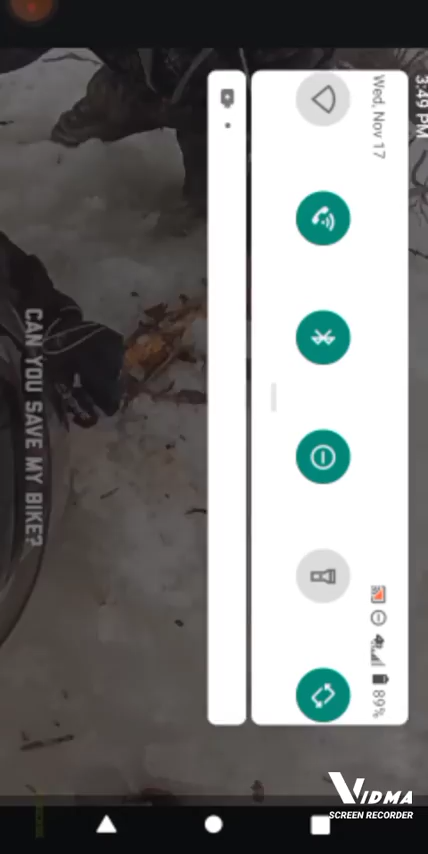 3:49 PM
Wed, Nov 17
89%
CAN YOU SAVE MY BIKE?
VIDMA
SCREEN RECORDER